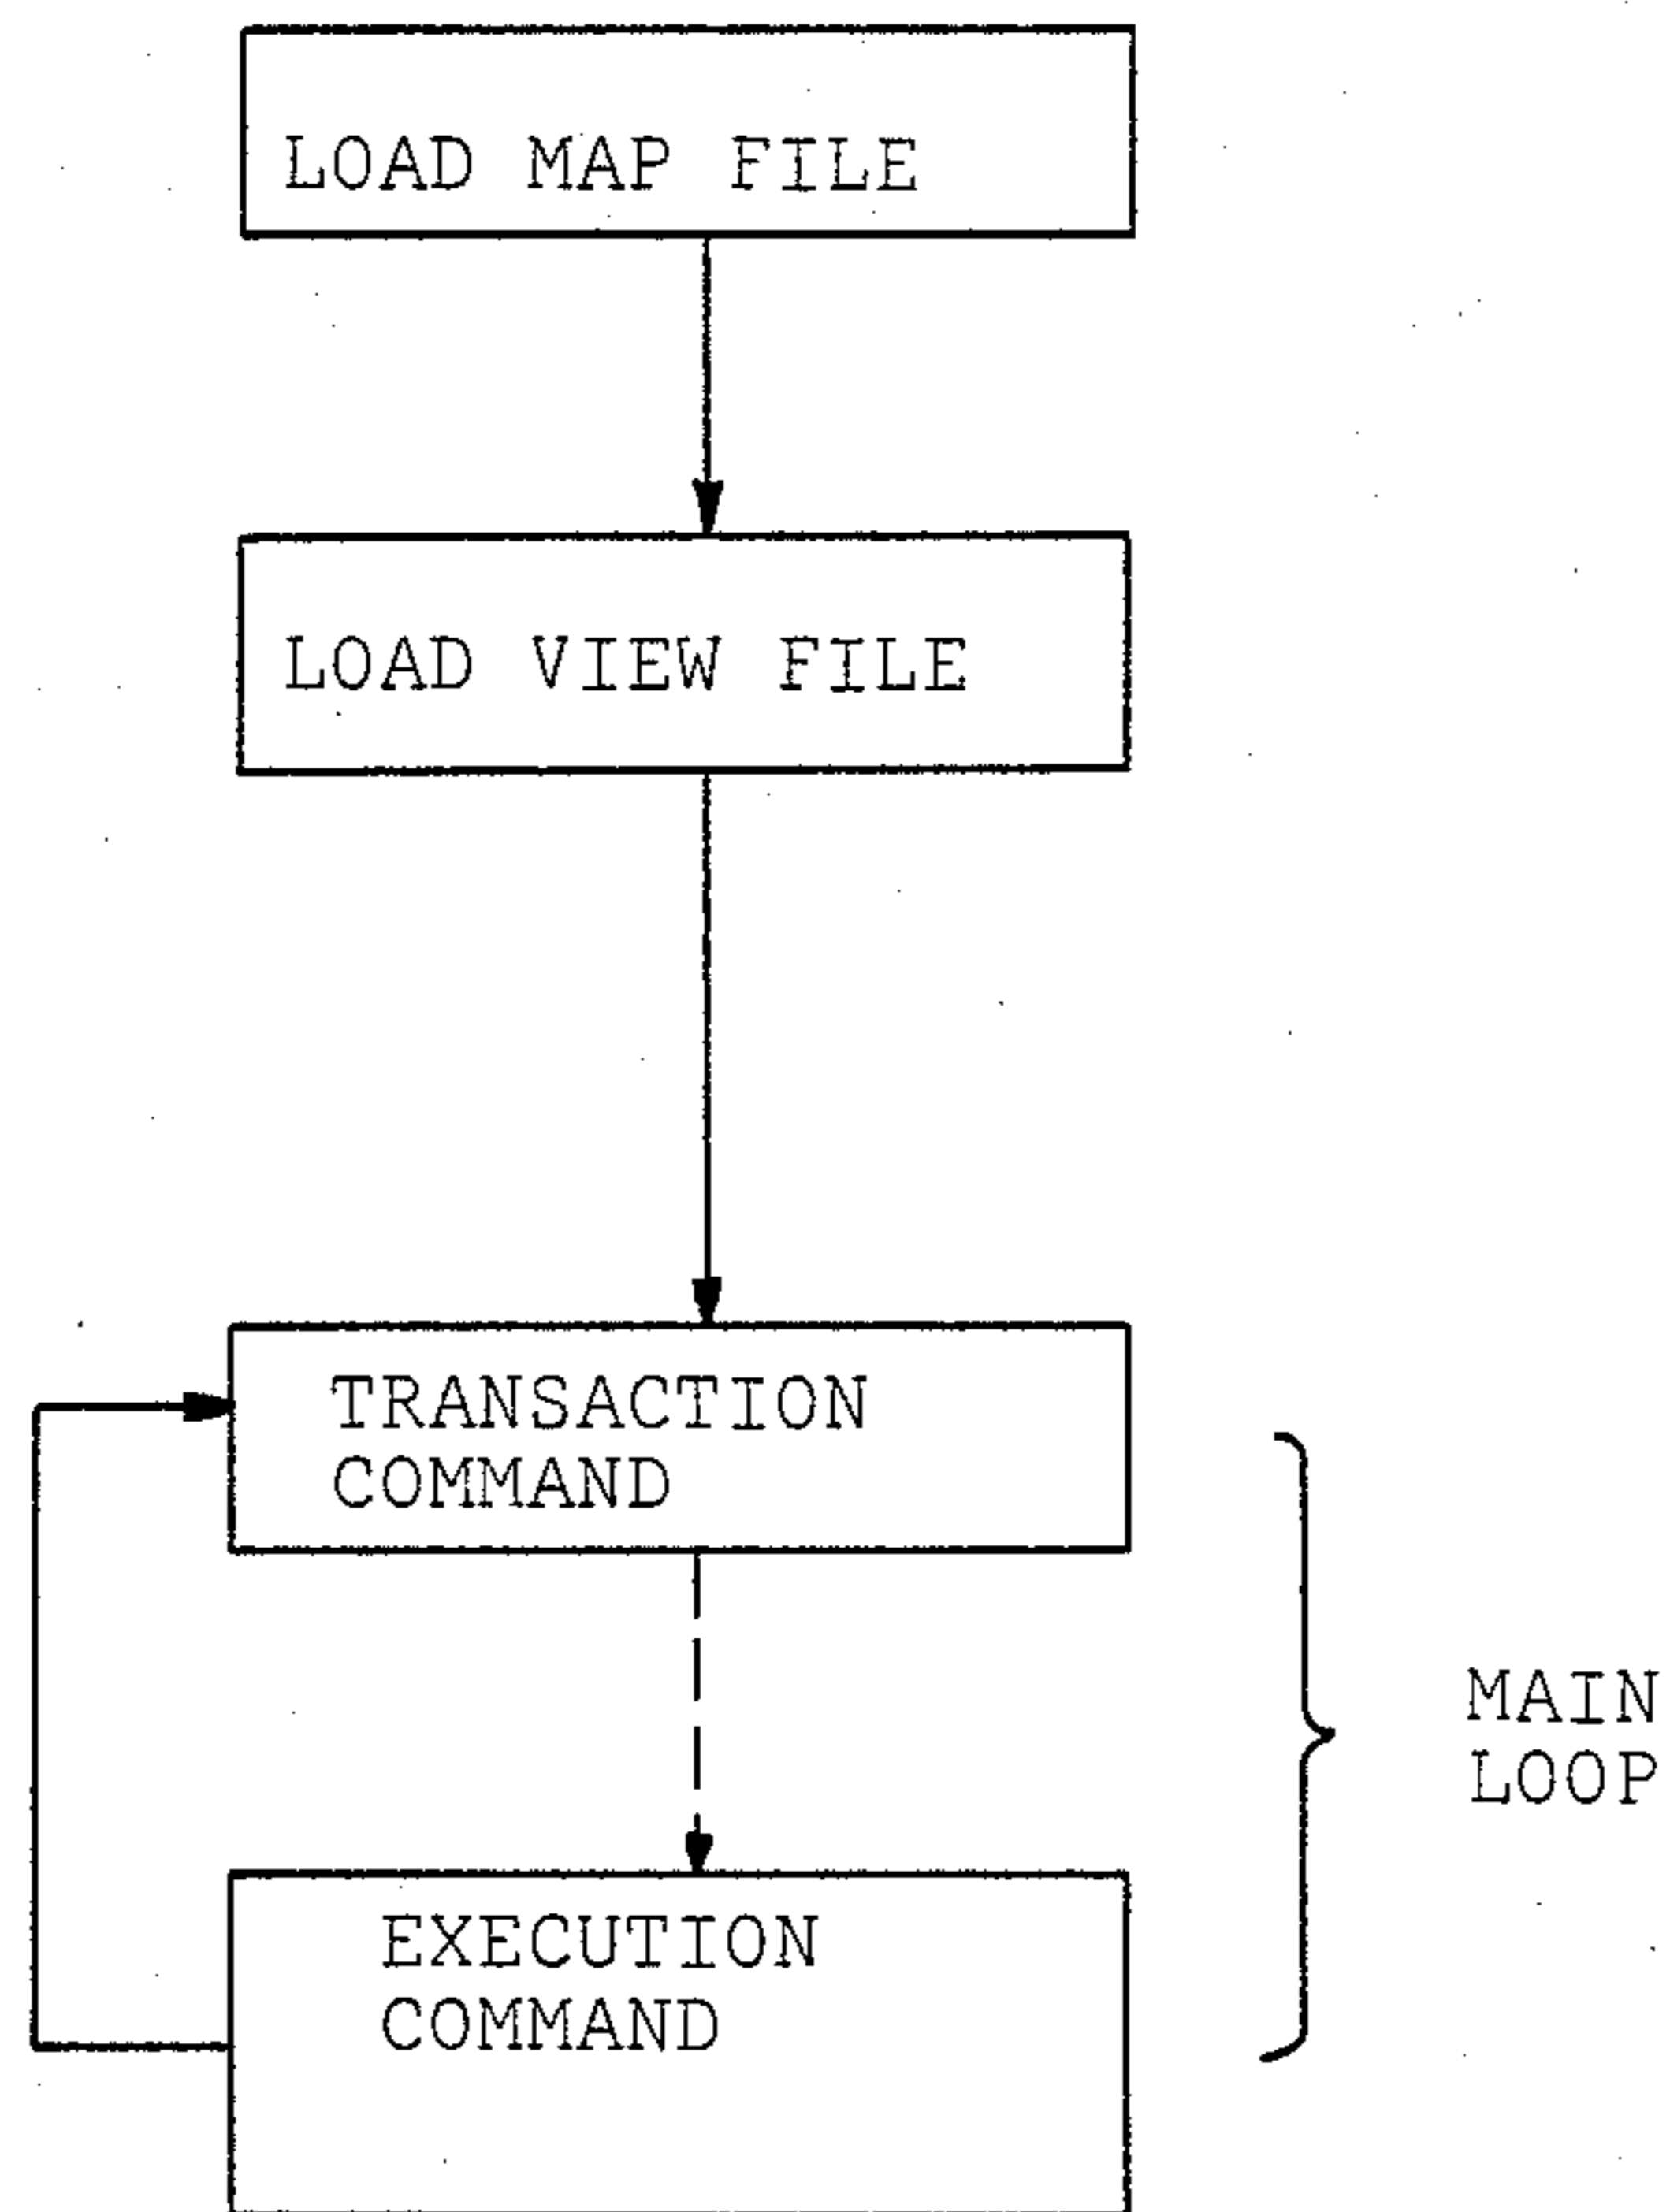 LOAD MAP FILE
LOAD VIEW FILE
TRANSACTION
COMMAND
MAIN
LOOP
EXECUTION
COMMAND